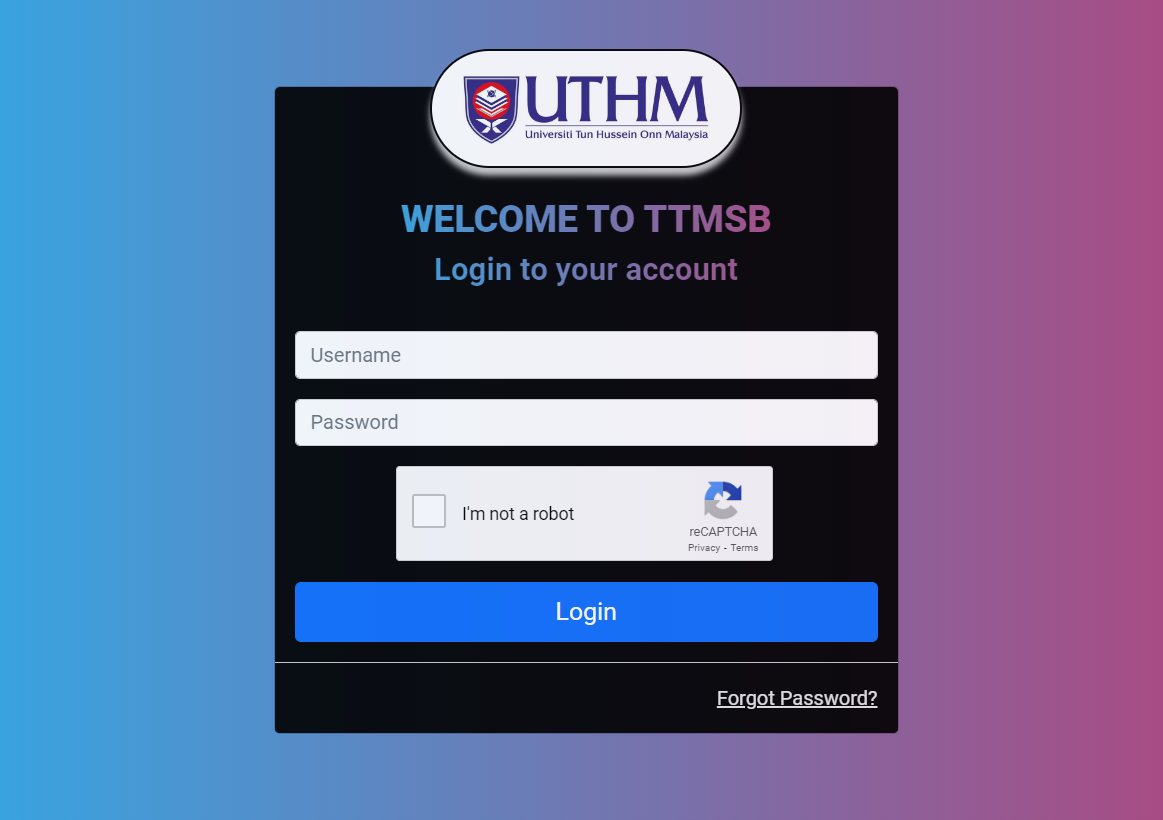 UTHM
Universiti Tun Hussein Onn Malaysia
WELCOME TO TTMSB
Login to your account
Username
Password
I'm not a robot
reCAPTCHA
Privacy - Terms
Login
Forgot Password?